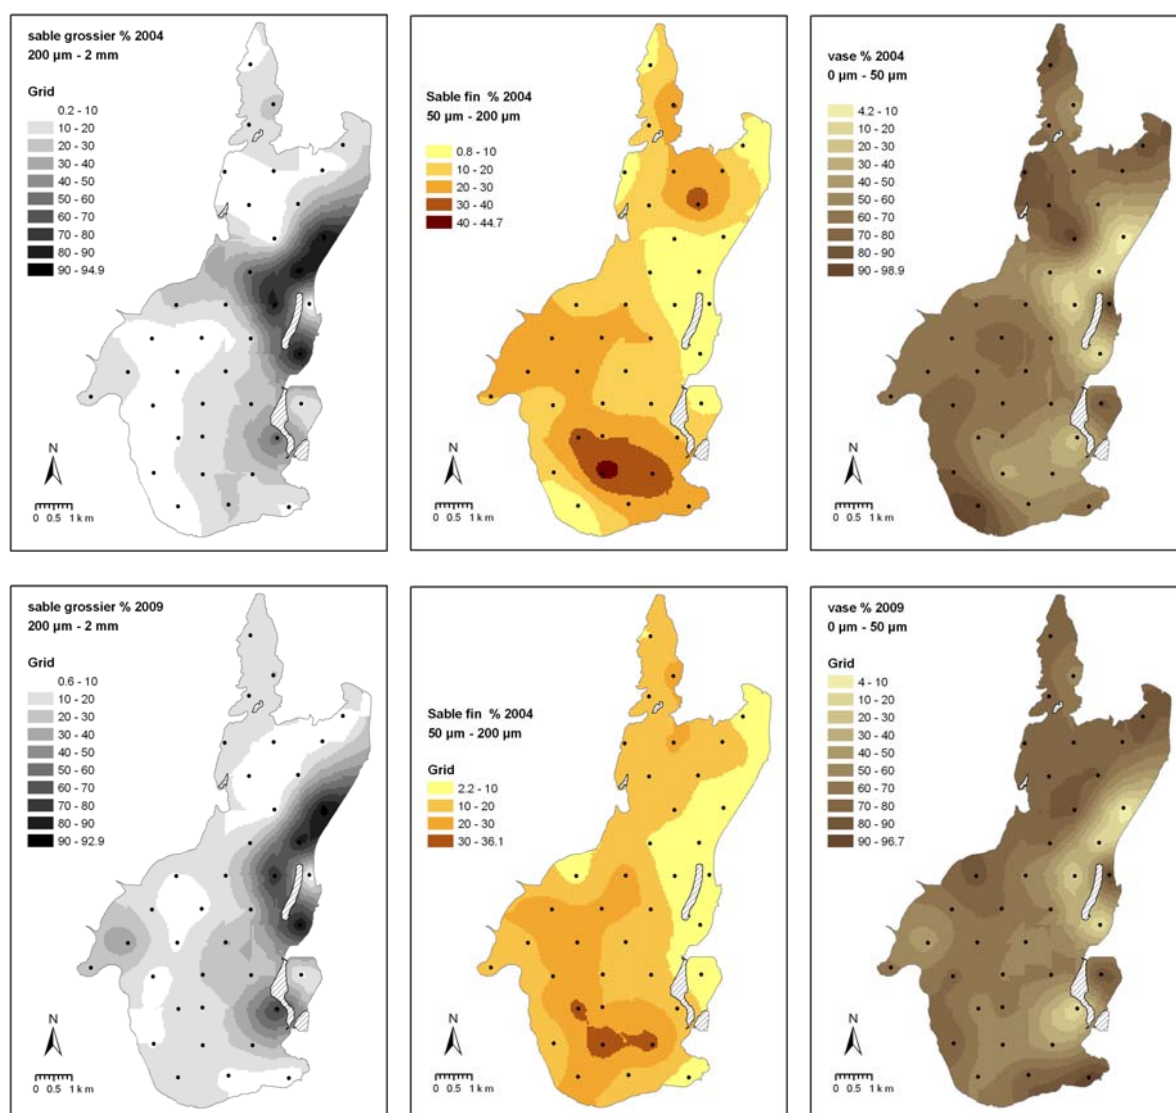 sable grossier % 2004
200 µm - 2 mm
Grid
0.2 - 10
10 - 20
20 - 30
30 - 40
40 - 50
50 - 60
60 - 70
70 - 80
80 - 90
90 - 94.9
N
0 0.5 1 km
Sable fin % 2004
50 µm - 200 µm
0.8 - 10
10 - 20
20 - 30
30 - 40
40 - 44.7
N
0 0.5 1 km
vase % 2004
0 µm - 50 µm
4.2 - 10
10 - 20
20 - 30
30 - 40
40 - 50
50 - 60
60 - 70
70 - 80
80 - 90
90 - 98.9
N
0 0.5 1 km
sable grossier % 2009
200 µm - 2 mm
Grid
0.6 - 10
10 - 20
20 - 30
30 - 40
40 - 50
50 - 60
60 - 70
70 - 80
80 - 90
90 - 92.9
N
0 0.5 1 km
Sable fin % 2004
50 µm - 200 µm
Grid
2.2 - 10
10 - 20
20 - 30
30 - 36.1
N
0 0.5 1 km
vase % 2009
0 µm - 50 µm
Grid
4 - 10
10 - 20
20 - 30
30 - 40
40 - 50
50 - 60
60 - 70
70 - 80
80 - 90
90 - 96.7
N
0 0.5 1 km